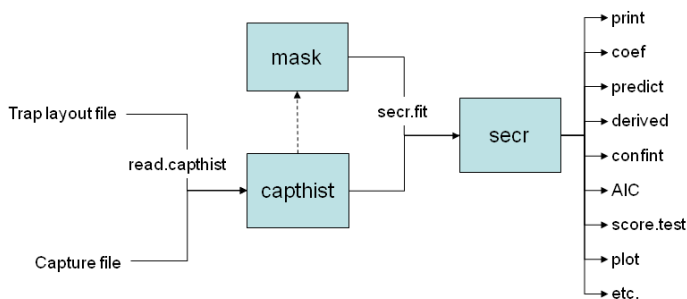 mask
Trap layout file
read.capthist
capthist
Capture file
secr.fit
secr
print
coef
predict
derived
confint
AIC
score.test
plot
etc.